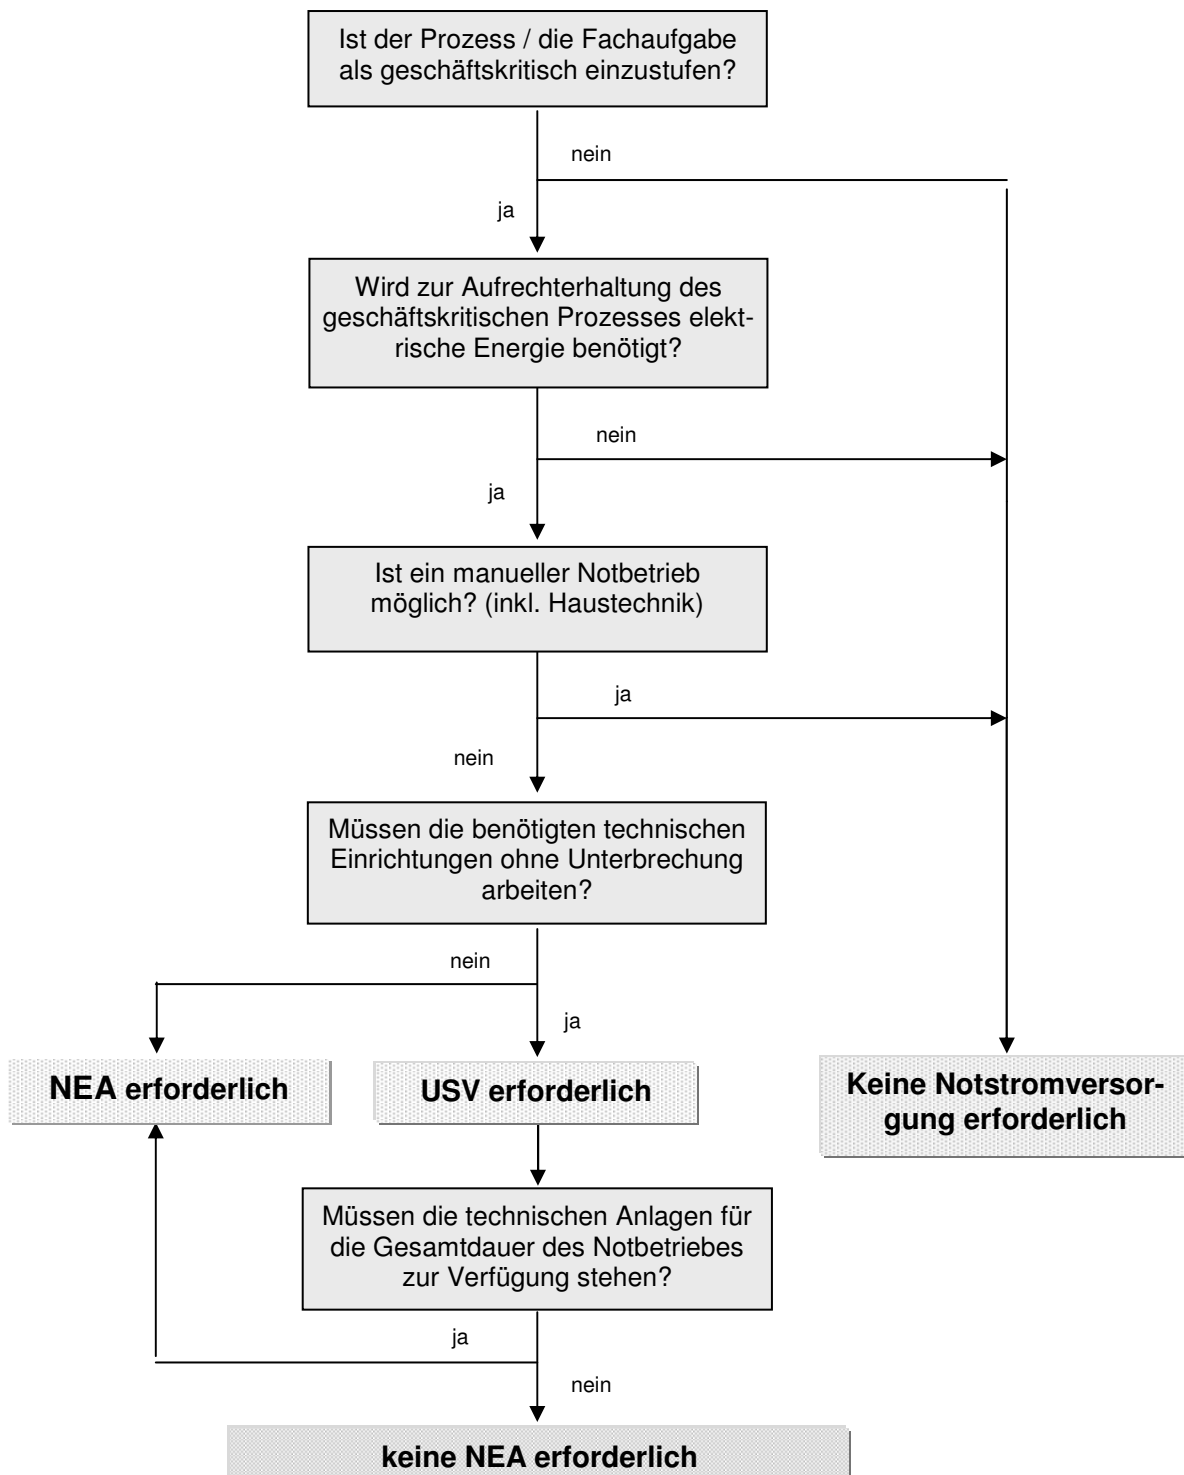 Ist der Prozess / die Fachaufgabe
als geschäftskritisch einzustufen?
nein
ja
Wird zur Aufrechterhaltung des
geschäftskritischen Prozesses elekt-
rische Energie benötigt?
nein
ja
Ist ein manueller Notbetrieb
möglich? (inkl. Haustechnik)
ja
nein
Müssen die benötigten technischen
Einrichtungen ohne Unterbrechung
arbeiten?
nein
ja
NEA erforderlich
USV erforderlich
Keine Notstromversor-
gung erforderlich
Müssen die technischen Anlagen für
die Gesamtdauer des Notbetriebes
zur Verfügung stehen?
ja
nein
keine NEA erforderlich